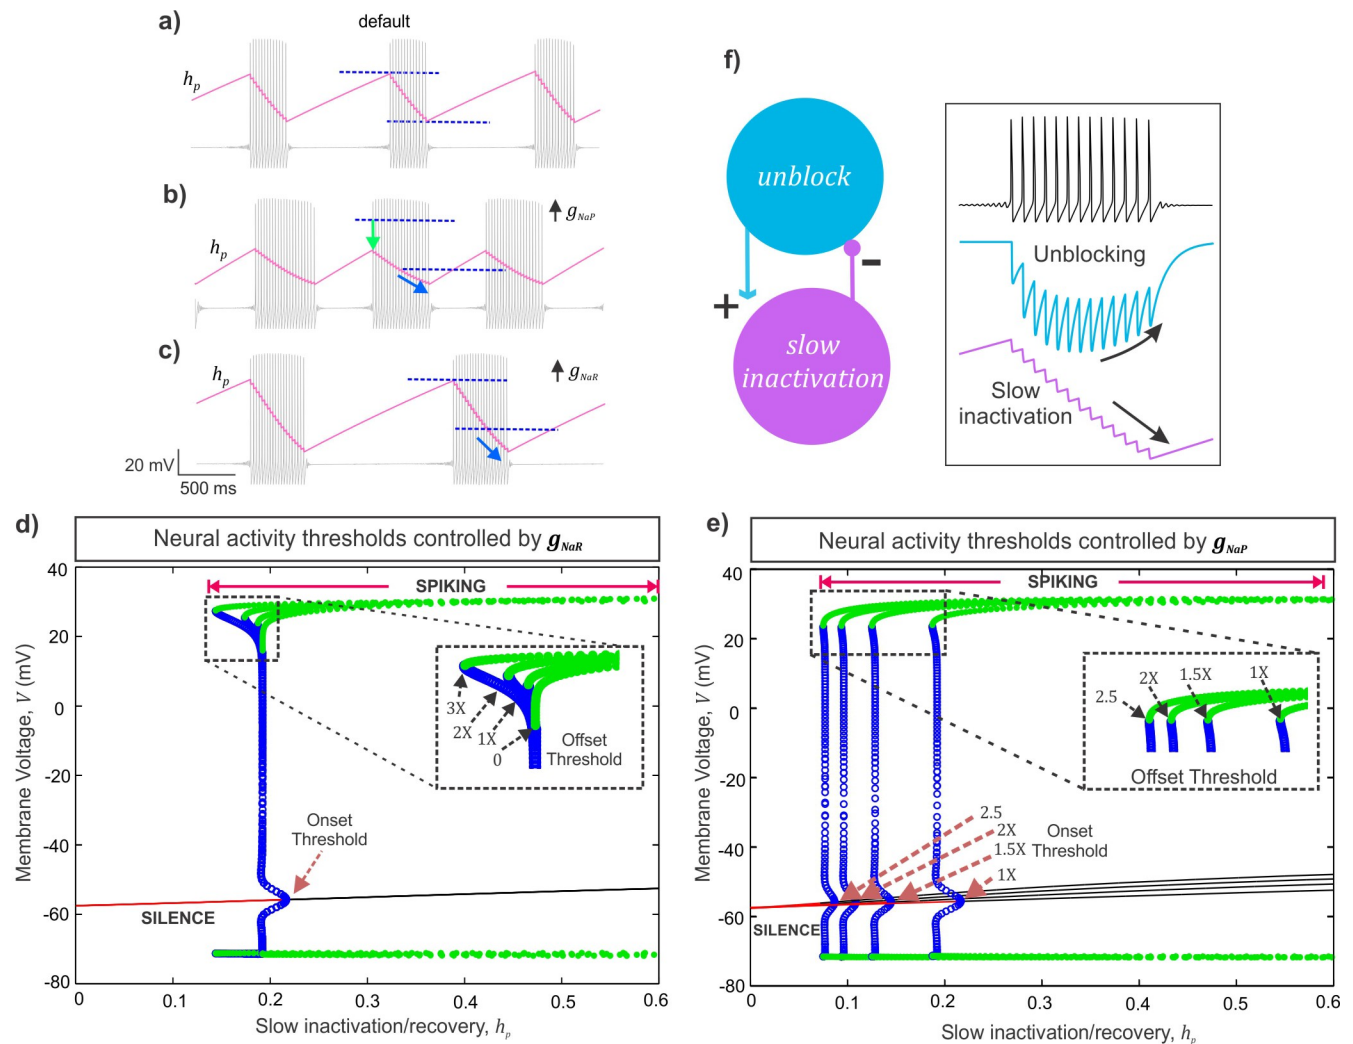 a)
default
h_p
b)
g_NaP
h_p
c)
g_NaR
h_p
20 mV
500 ms
f)
unblock
+
−
slow
inactivation
Unblocking
Slow
inactivation
d)
Neural activity thresholds controlled by g_NaR
SPIKING
3X
2X
1X
0
Offset
Threshold
Onset
Threshold
SILENCE
Membrane Voltage, V (mV)
40
20
0
-20
-40
-60
-80
0
0.1
0.2
0.3
0.4
0.5
0.6
Slow inactivation/recovery, h_p
e)
Neural activity thresholds controlled by g_NaP
SPIKING
2.5
2X
1.5X
1X
Offset Threshold
2.5
2X
1.5X
1X
Onset
Threshold
SILENCE
Membrane Voltage, V (mV)
40
20
0
-20
-40
-60
-80
0
0.1
0.2
0.3
0.4
0.5
0.6
Slow inactivation/recovery, h_p